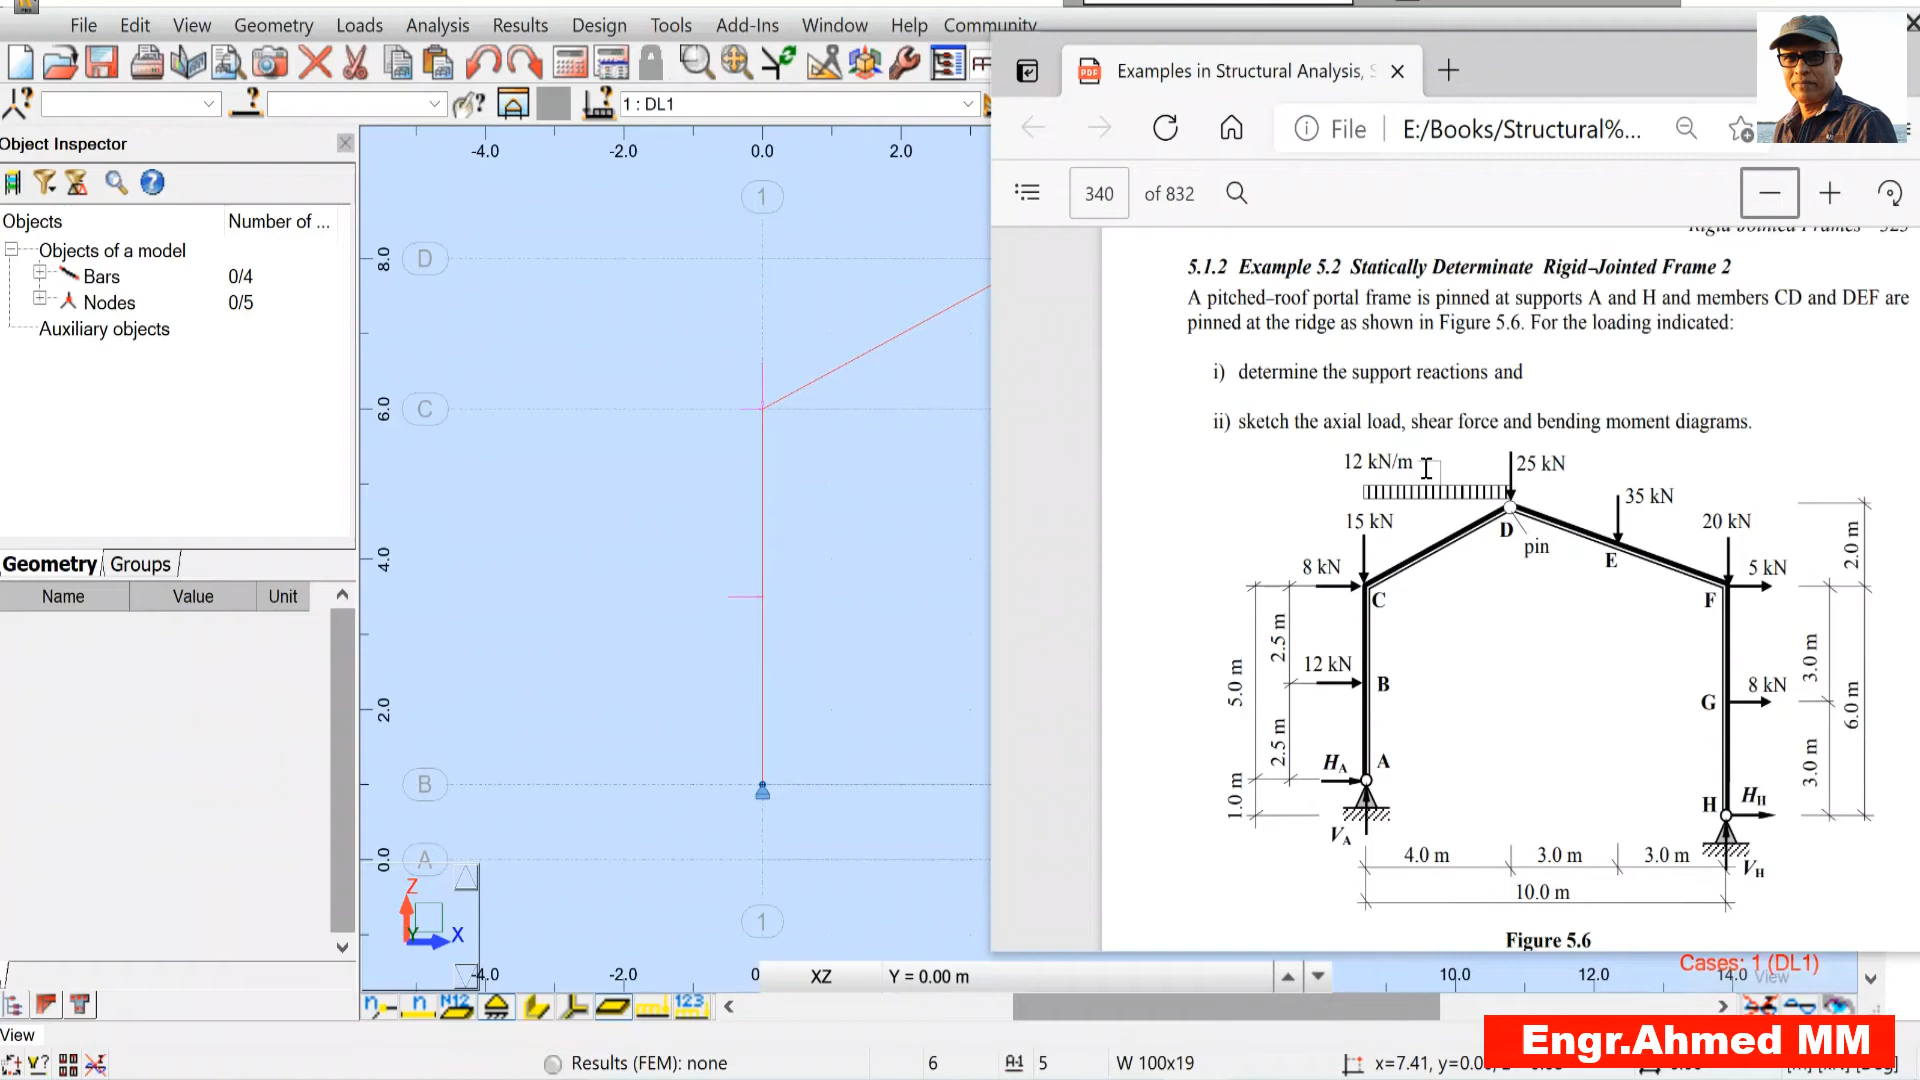 File Edit View Geometry Loads Analysis Results Design Tools Add-Ins Window Help Community
1 : DL1
Object Inspector
Objects Number of ...
Objects of a model
Bars 0/4
Nodes 0/5
Auxiliary objects
Geometry Groups
Name Value Unit
-4.0 -2.0 0.0 2.0
1
8.0 D
6.0 C
4.0
2.0
B
0.0 A
Z
Y X
1
-4.0 -2.0 0 10.0 12.0 14.0
XZ Y = 0.00 m
Cases: 1 (DL1)
View
N12
123
View
Results (FEM): none 6 5 W 100x19
Examples in Structural Analysis,
File E:/Books/Structural%...
340 of 832
5.1.2 Example 5.2 Statically Determinate Rigid–Jointed Frame 2
A pitched–roof portal frame is pinned at supports A and H and members CD and DEF are
pinned at the ridge as shown in Figure 5.6. For the loading indicated:
i) determine the support reactions and
ii) sketch the axial load, shear force and bending moment diagrams.
12 kN/m 25 kN
35 kN
15 kN D 20 kN
pin
8 kN E 5 kN
C F
2.0 m
2.5 m
5.0 m
12 kN B
3.0 m
8 kN
G
6.0 m
2.5 m
HA A
3.0 m
1.0 m
H HH
VA
VH
4.0 m 3.0 m 3.0 m
10.0 m
Figure 5.6
Engr.Ahmed MM